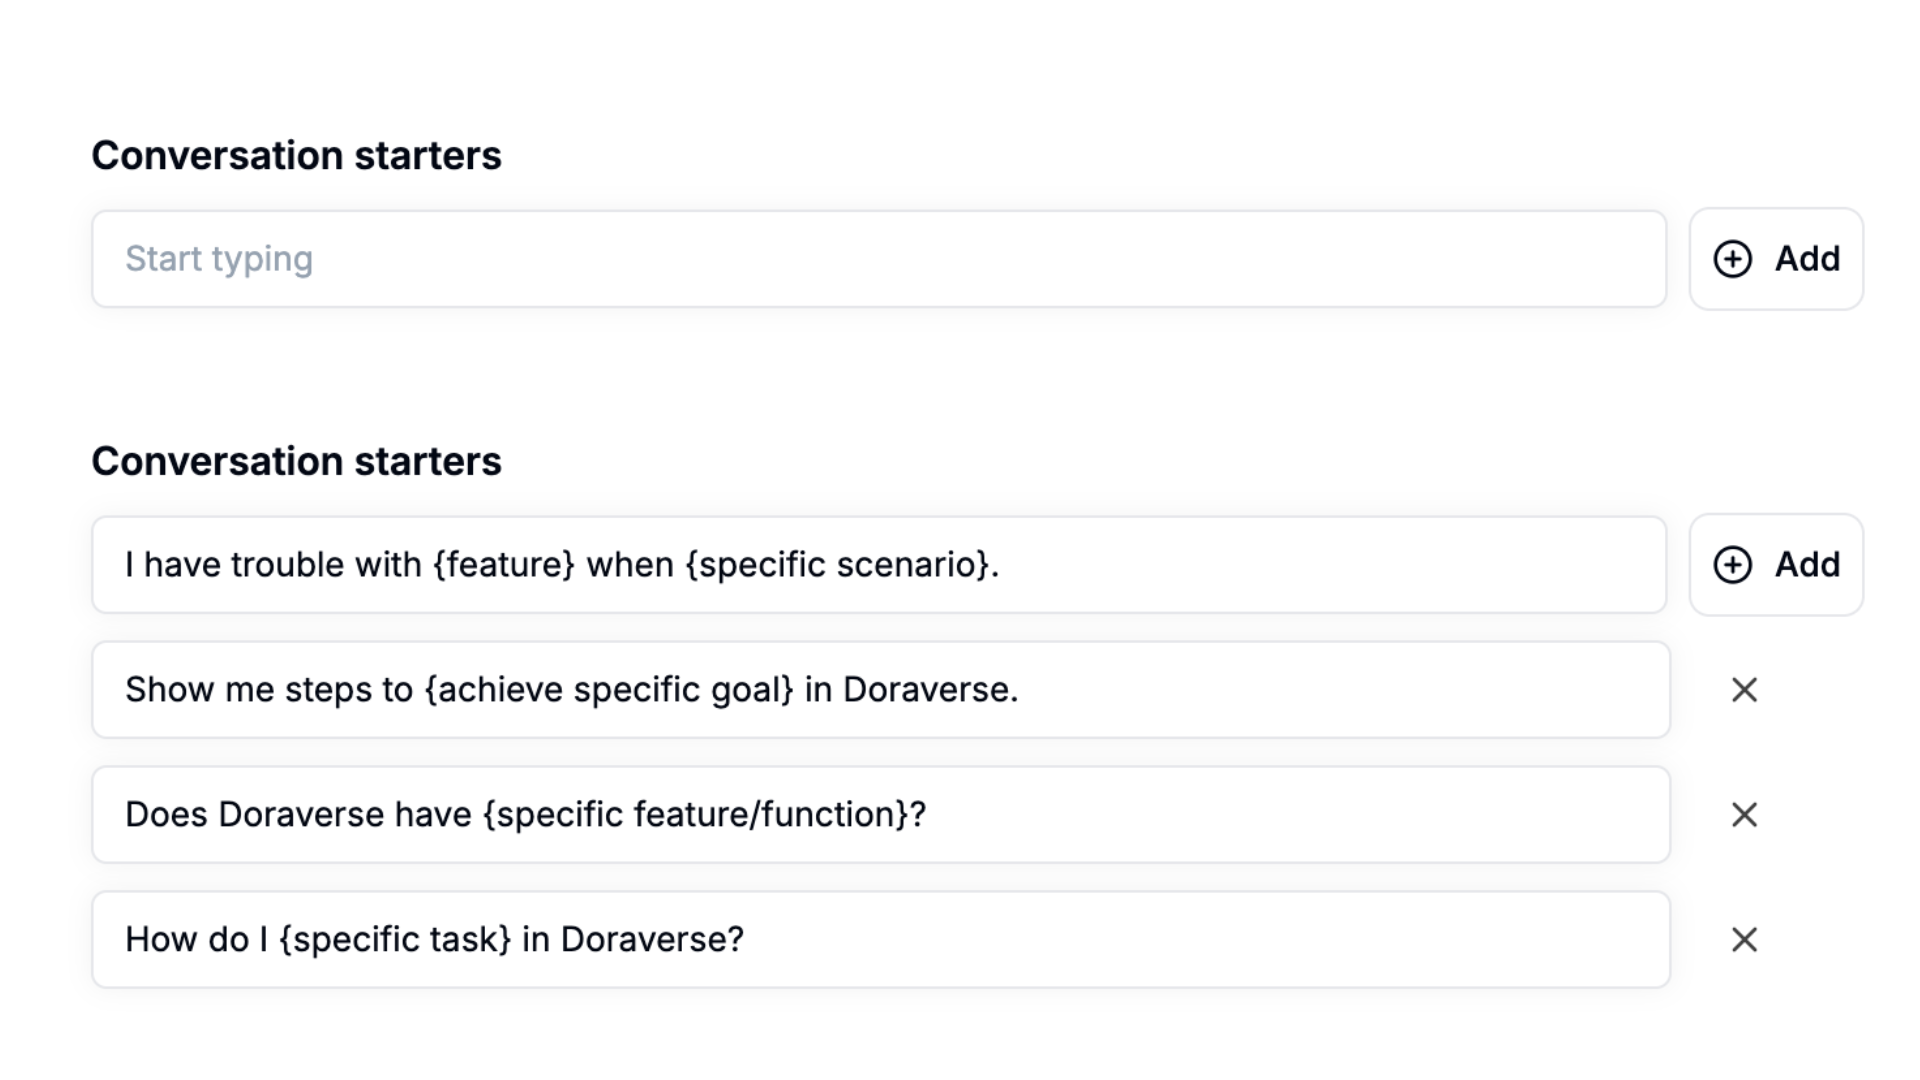 Conversation starters
Start typing
Add
Conversation starters
I have trouble with {feature} when {specific scenario}.
Add
Show me steps to {achieve specific goal} in Doraverse.
Does Doraverse have {specific feature/function}?
How do I {specific task} in Doraverse?